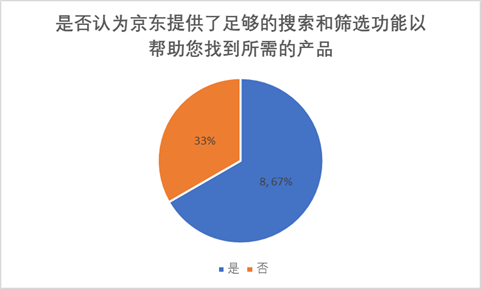 是否认为京东提供了足够的搜索和筛选功能以
帮助您找到所需的产品
33%
8, 67%
是 否